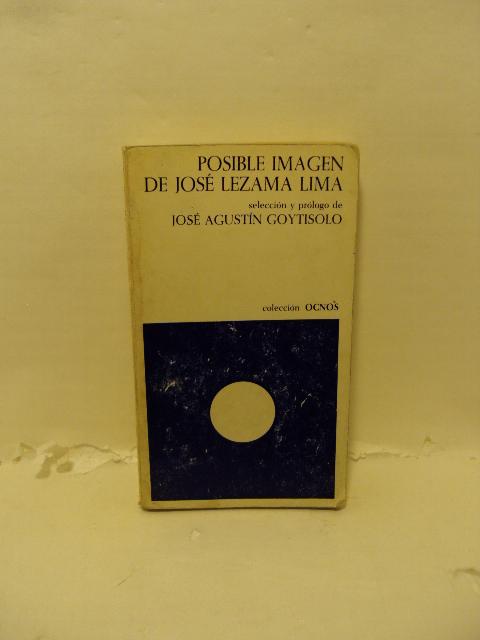 POSIBLE IMAGEN
DE JOSÉ LEZAMA LIMA
selección y prólogo de
JOSÉ AGUSTÍN GOYTISOLO
colección OCNOS